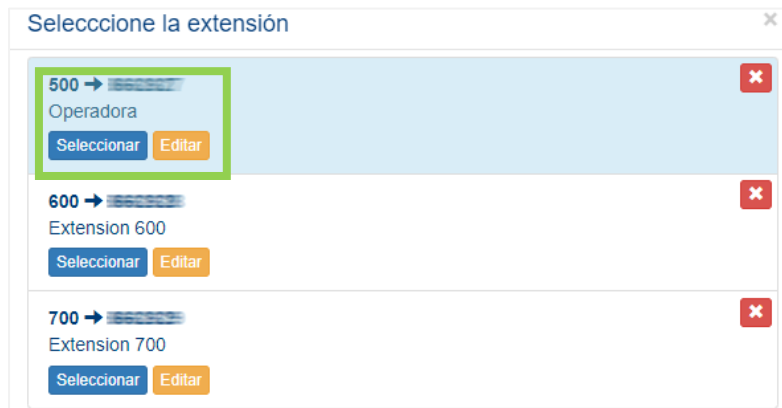 Selecccione la extensión
500 →
Operadora
Seleccionar Editar
600 →
Extension 600
Seleccionar Editar
700 →
Extension 700
Seleccionar Editar